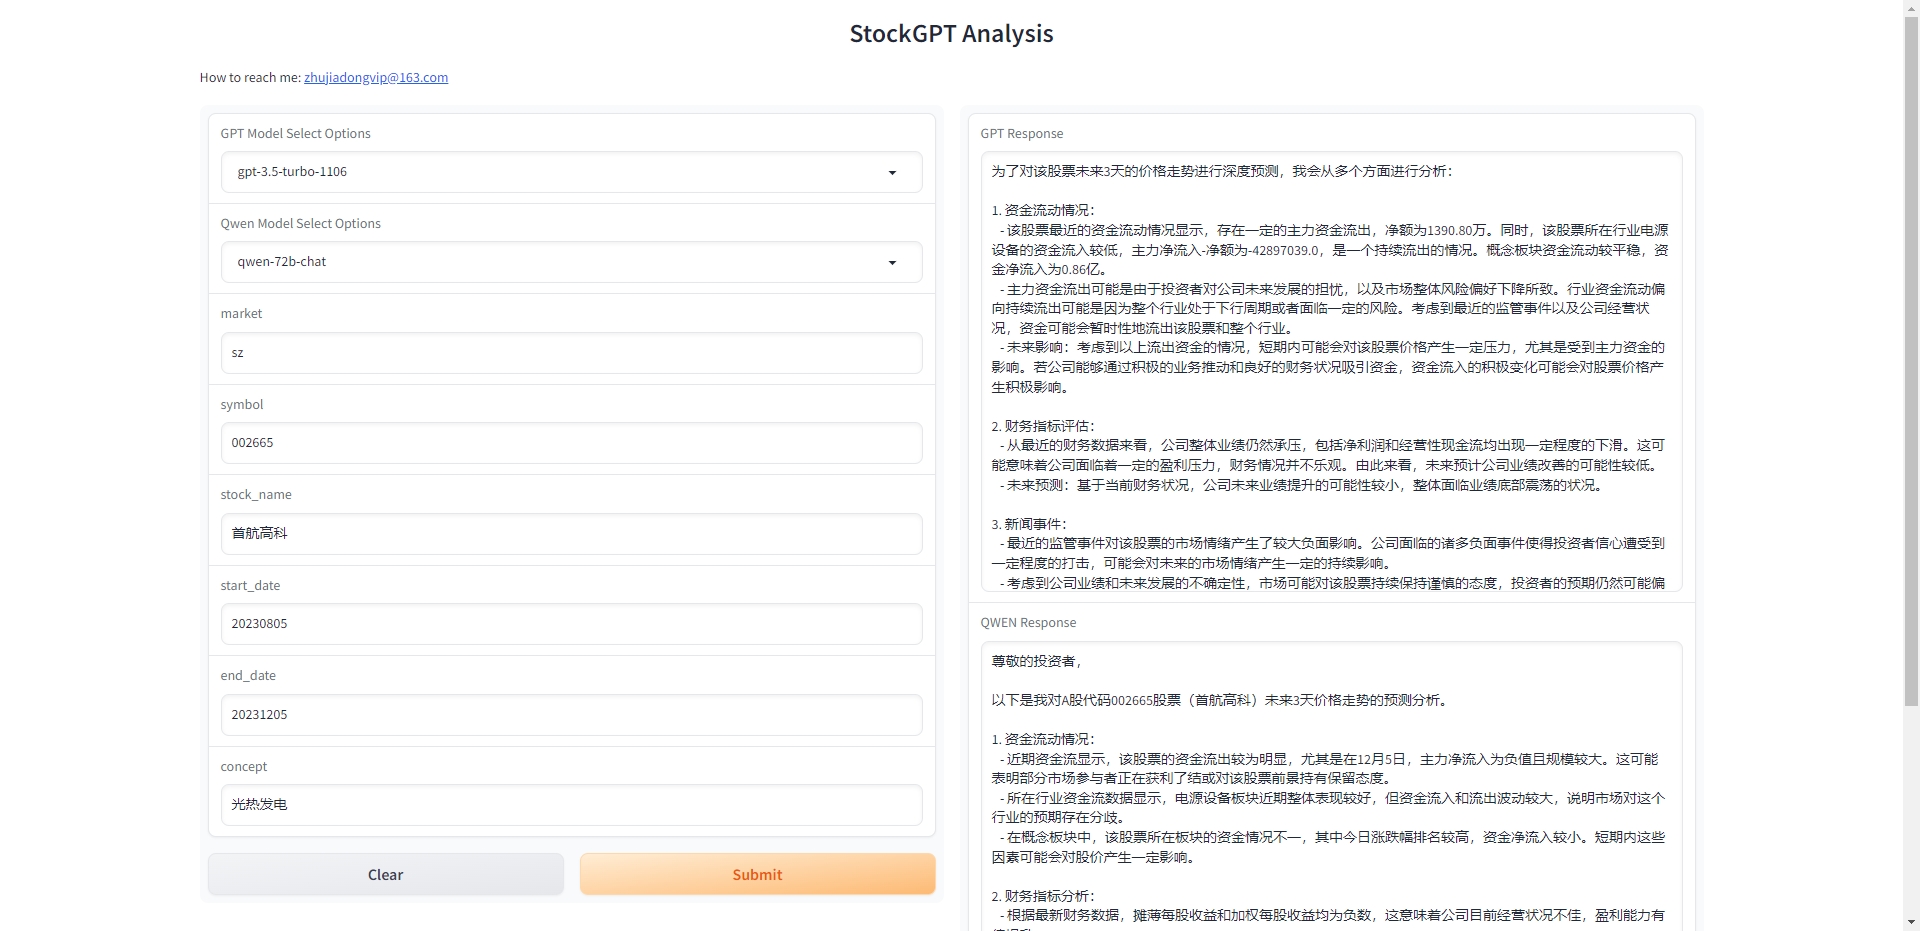 StockGPT Analysis
How to reach me: zhujiadongvip@163.com
GPT Model Select Options
gpt-3.5-turbo-1106
Qwen Model Select Options
qwen-72b-chat
market
sz
symbol
002665
stock_name
首航高科
start_date
20230805
end_date
20231205
concept
光热发电
Clear
Submit
GPT Response
为了对该股票未来3天的价格走势进行深度预测，我会从多个方面进行分析：
1. 资金流动情况：
- 该股票最近的资金流动情况显示，存在一定的主力资金流出，净额为1390.80万。同时，该股票所在行业电源
设备的资金流入较低，主力净流入-净额为-42897039.0，是一个持续流出的情况。概念板块资金流动较平稳，资
金净流入为0.86亿。
- 主力资金流出可能是由于投资者对公司未来发展的担忧，以及市场整体风险偏好下降所致。行业资金流动偏
向持续流出可能是因为整个行业处于下行周期或者面临一定的风险。考虑到最近的监管事件以及公司经营状
况，资金可能会暂时性地流出该股票和整个行业。
- 未来影响：考虑到以上流出资金的情况，短期内可能会对该股票价格产生一定压力，尤其是受到主力资金的
影响。若公司能够通过积极的业务推动和良好的财务状况吸引资金，资金流入的积极变化可能会对股票价格产
生积极影响。
2. 财务指标评估：
- 从最近的财务数据来看，公司整体业绩仍然承压，包括净利润和经营性现金流均出现一定程度的下滑。这可
能意味着公司面临着一定的盈利压力，财务情况并不乐观。由此来看，未来预计公司业绩改善的可能性较低。
- 未来预测：基于当前财务状况，公司未来业绩提升的可能性较小，整体面临业绩底部震荡的状况。
3. 新闻事件：
- 最近的监管事件对该股票的市场情绪产生了较大负面影响。公司面临的诸多负面事件使得投资者信心遭受到
一定程度的打击，可能会对未来的市场情绪产生一定的持续影响。
- 考虑到公司业绩和未来发展的不确定性，市场可能对该股票持续保持谨慎的态度，投资者的预期仍然可能偏
QWEN Response
尊敬的投资者，
以下是我对A股代码002665股票（首航高科）未来3天价格走势的预测分析。
1. 资金流动情况：
- 近期资金流显示，该股票的资金流出较为明显，尤其是在12月5日，主力净流入为负值且规模较大。这可能
表明部分市场参与者正在获利了结或对该股票前景持有保留态度。
- 所在行业资金流数据显示，电源设备板块近期整体表现较好，但资金流入和流出波动较大，说明市场对这个
行业的预期存在分歧。
- 在概念板块中，该股票所在板块的资金情况不一，其中今日涨跌幅排名较高，资金净流入较小。短期内这些
因素可能会对股价产生一定影响。
2. 财务指标分析：
- 根据最新财务数据，摊薄每股收益和加权每股收益均为负数，这意味着公司目前经营状况不佳，盈利能力有